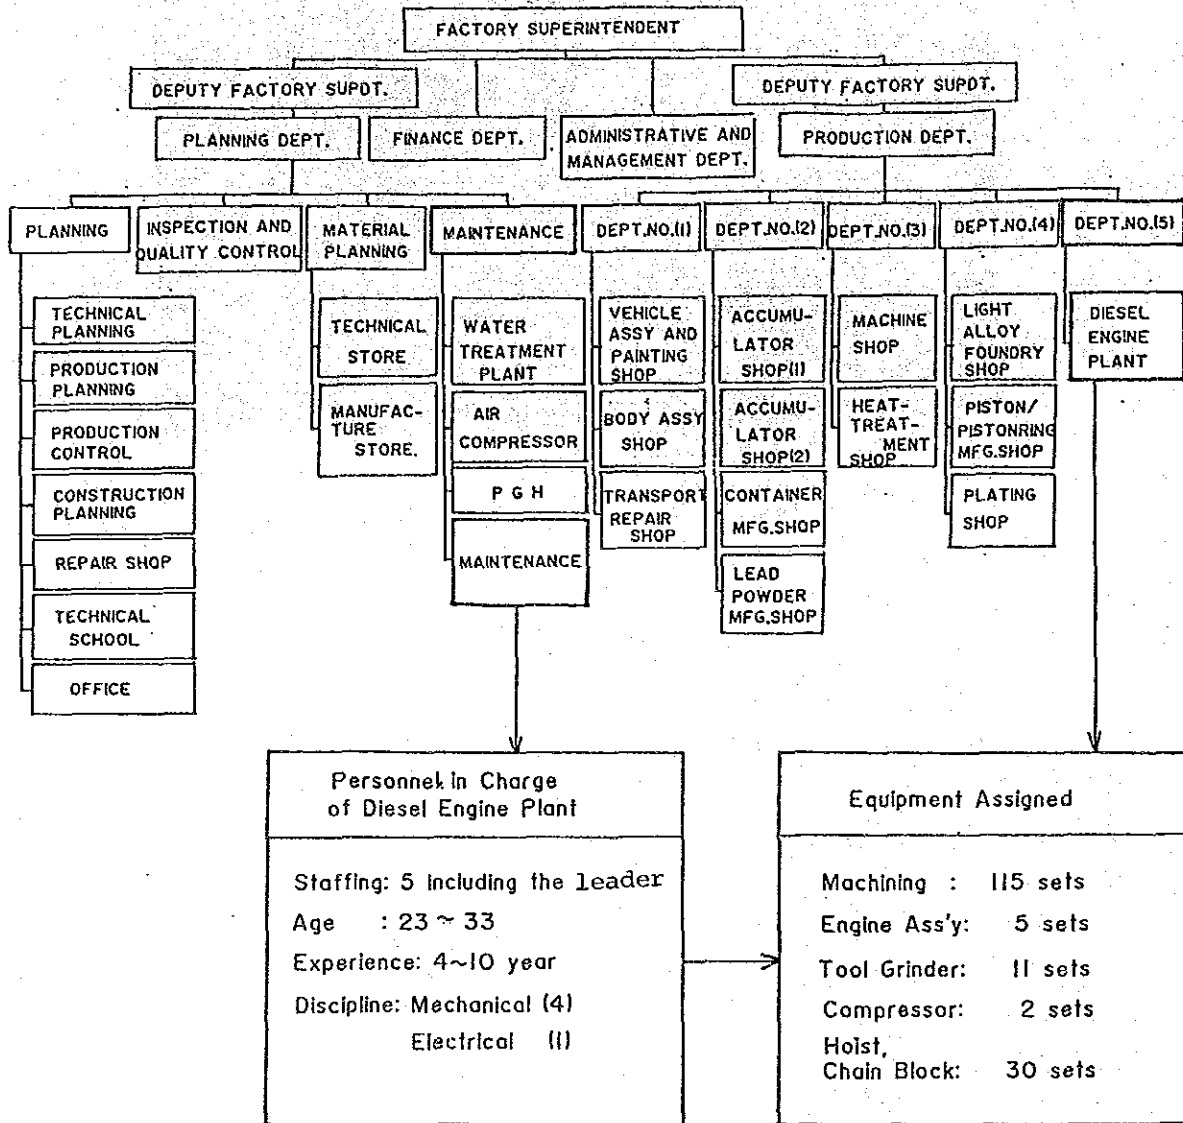 FACTORY SUPERINTENDENT
DEPUTY FACTORY SUPDT.
DEPUTY FACTORY SUPDT.
PLANNING DEPT.
FINANCE DEPT.
ADMINISTRATIVE AND
MANAGEMENT DEPT.
PRODUCTION DEPT.
PLANNING
INSPECTION AND
QUALITY CONTROL
MATERIAL
PLANNING
MAINTENANCE
DEPT.NO.(1)
DEPT.NO.(2)
DEPT.NO.(3)
DEPT.NO.(4)
DEPT.NO.(5)
TECHNICAL
PLANNING
PRODUCTION
PLANNING
PRODUCTION
CONTROL
CONSTRUCTION
PLANNING
REPAIR SHOP
TECHNICAL
SCHOOL
OFFICE
TECHNICAL
STORE
MANUFAC-
TURE
STORE.
WATER
TREATMENT
PLANT
AIR
COMPRESSOR
P G H
MAINTENANCE
VEHICLE
ASSY AND
PAINTING
SHOP
BODY ASSY
SHOP
TRANSPORT
REPAIR
SHOP
ACCUMU-
LATOR
SHOP(1)
ACCUMU-
LATOR
SHOP(2)
CONTAINER
MFG.SHOP
LEAD
POWDER
MFG.SHOP
MACHINE
SHOP
HEAT-
TREAT-
MENT
SHOP
LIGHT
ALLOY
FOUNDRY
SHOP
PISTON/
PISTONRING
MFG.SHOP
PLATING
SHOP
DIESEL
ENGINE
PLANT
Personnel in Charge
of Diesel Engine Plant
Staffing: 5 including the leader
Age : 23 ~ 33
Experience: 4~10 year
Discipline: Mechanical (4)
Electrical (1)
Equipment Assigned
Machining : 115 sets
Engine Ass'y: 5 sets
Tool Grinder: 11 sets
Compressor: 2 sets
Hoist,
Chain Block: 30 sets